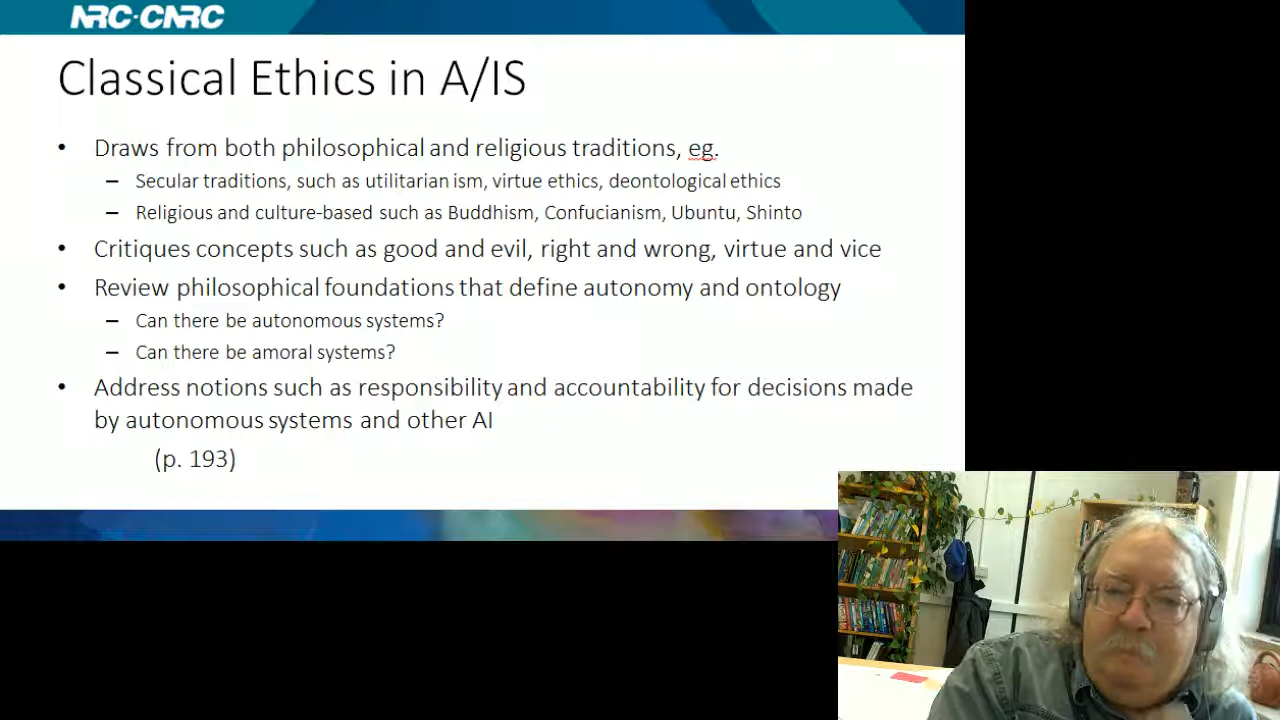 NRC·CNRC
Classical Ethics in A/IS
• Draws from both philosophical and religious traditions, eg.
– Secular traditions, such as utilitarian ism, virtue ethics, deontological ethics
– Religious and culture-based such as Buddhism, Confucianism, Ubuntu, Shinto
• Critiques concepts such as good and evil, right and wrong, virtue and vice
• Review philosophical foundations that define autonomy and ontology
– Can there be autonomous systems?
– Can there be amoral systems?
• Address notions such as responsibility and accountability for decisions made
by autonomous systems and other AI
(p. 193)